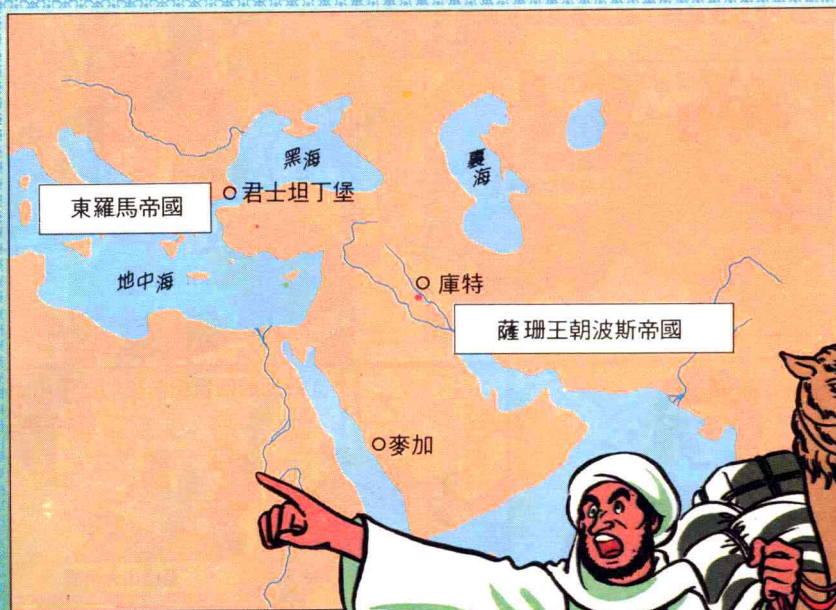 黑海
裏海
東羅馬帝國
君士坦丁堡
地中海
庫特
薩珊王朝波斯帝國
麥加